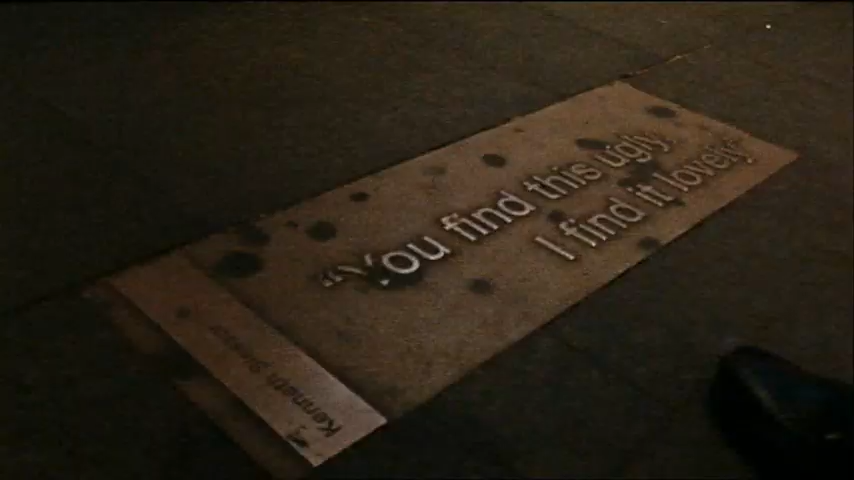 “You find this ugly,
I find it lovely”
Kenneth